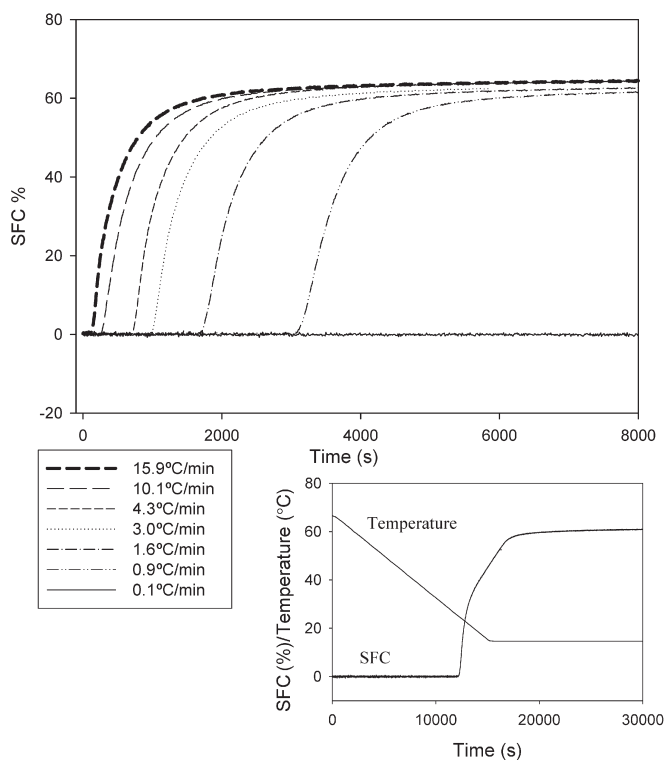 80
60
40
20
0
-20
SFC %
0 2000 4000 6000 8000
Time (s)
15.9ºC/min
10.1ºC/min
4.3ºC/min
3.0ºC/min
1.6ºC/min
0.9ºC/min
0.1ºC/min
80
60
40
20
0
SFC (%)/Temperature (°C)
Temperature
SFC
0 10000 20000 30000
Time (s)